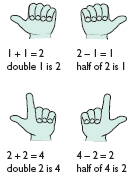 1 + 1 = 2
double 1 is 2
2 – 1 = 1
half of 2 is 1
2 + 2 = 4
double 2 is 4
4 – 2 = 2
half of 4 is 2